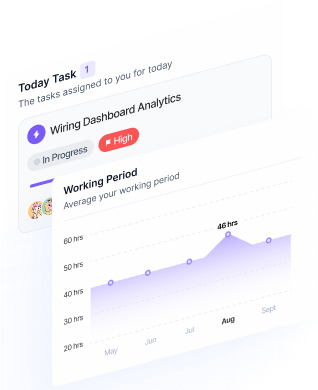 Today Task 1
The tasks assigned to you for today
Wiring Dashboard Analytics
In Progress High
Working Period
Average your working period
60 hrs
50 hrs
40 hrs
30 hrs
20 hrs
46 hrs
May Jun Jul Aug Sept